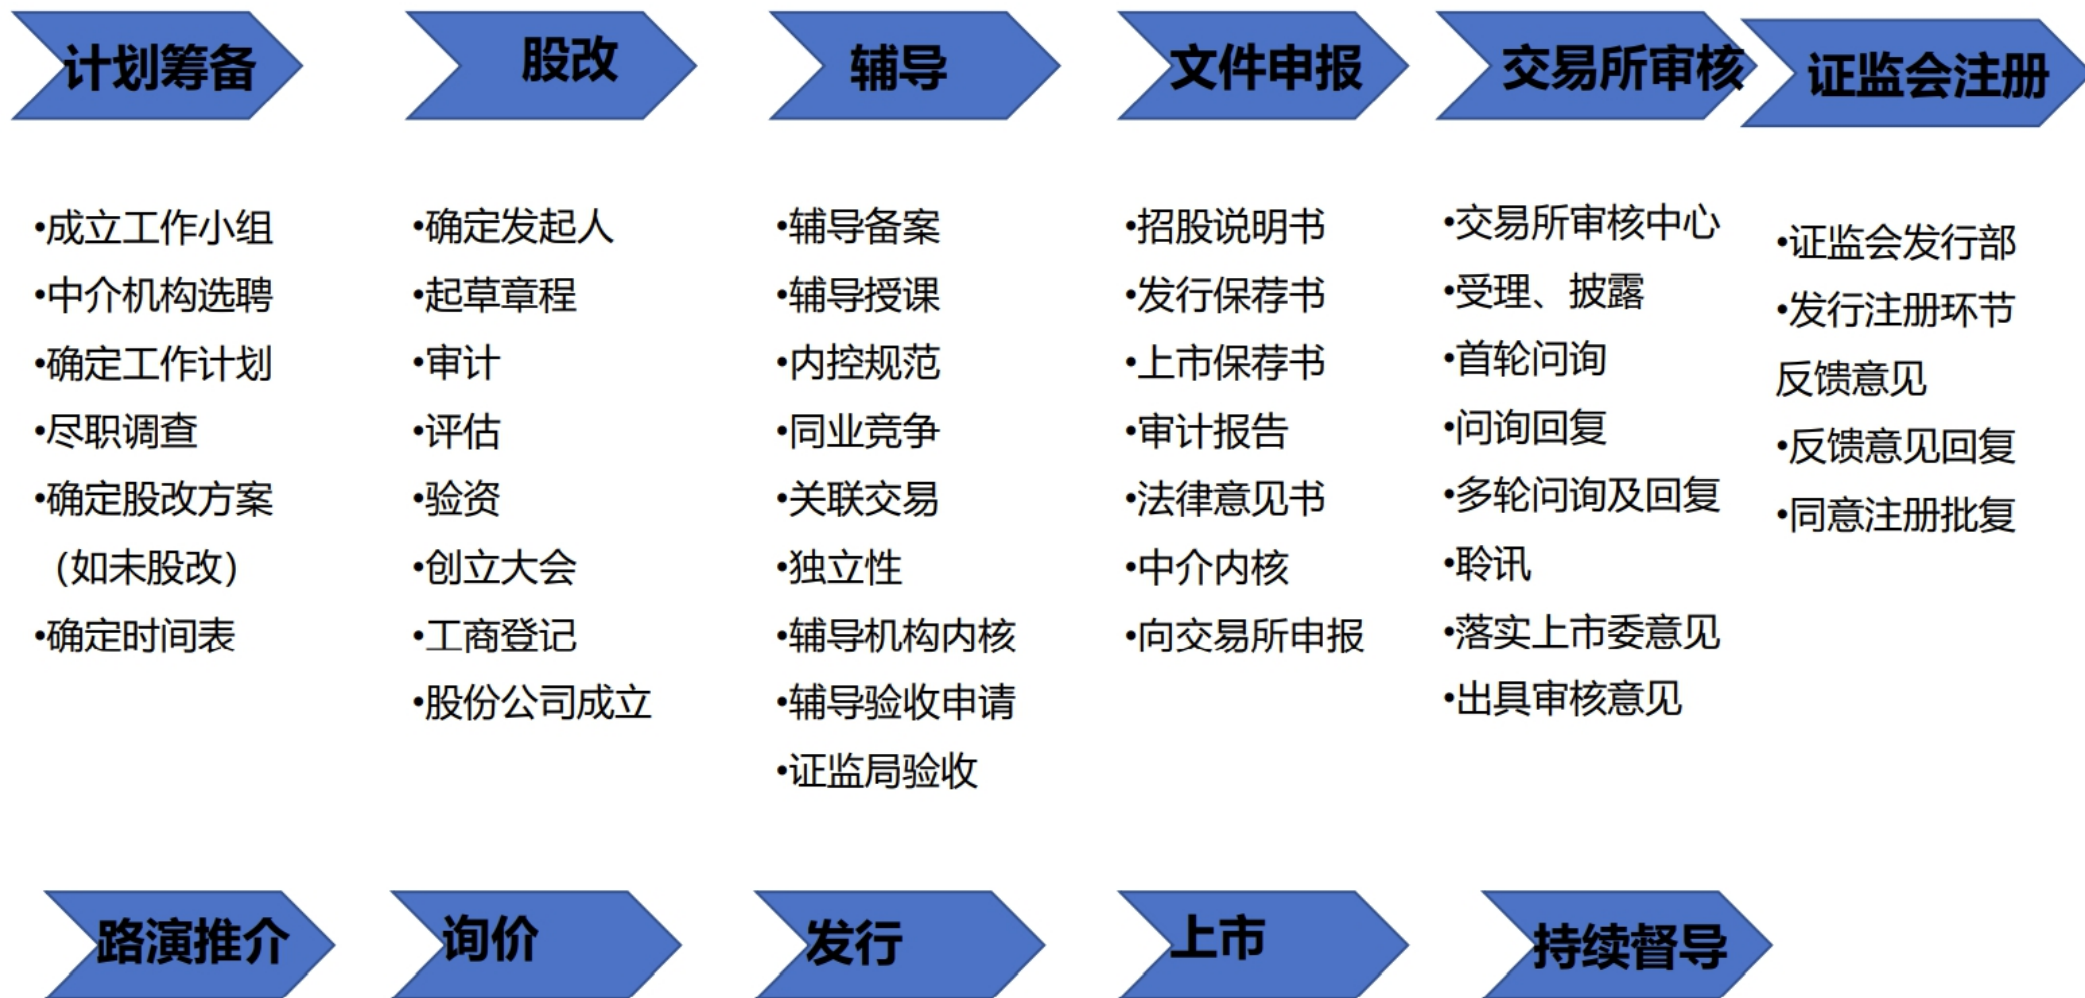 计划筹备
股改
辅导
文件申报
交易所审核
证监会注册
•成立工作小组
•中介机构选聘
•确定工作计划
•尽职调查
•确定股改方案
（如未股改）
•确定时间表
•确定发起人
•起草章程
•审计
•评估
•验资
•创立大会
•工商登记
•股份公司成立
•辅导备案
•辅导授课
•内控规范
•同业竞争
•关联交易
•独立性
•辅导机构内核
•辅导验收申请
•证监局验收
•招股说明书
•发行保荐书
•上市保荐书
•审计报告
•法律意见书
•中介内核
•向交易所申报
•交易所审核中心
•受理、披露
•首轮问询
•问询回复
•多轮问询及回复
•聆讯
•落实上市委意见
•出具审核意见
•证监会发行部
•发行注册环节
反馈意见
•反馈意见回复
•同意注册批复
路演推介
询价
发行
上市
持续督导